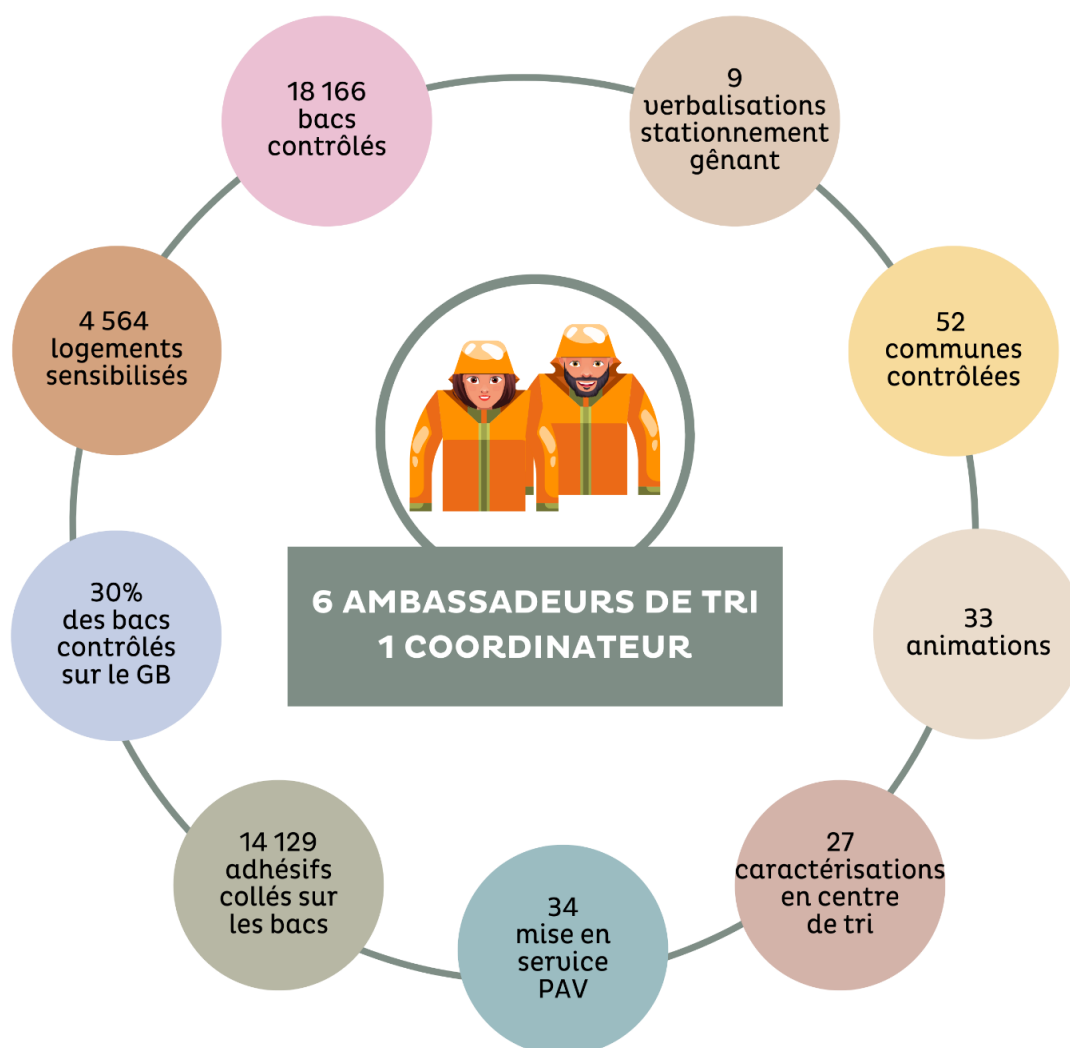 18 166
bacs
contrôlés
9
verbalisations
stationnement
gênant
4 564
logements
sensibilisés
52
communes
contrôlées
30%
des bacs
contrôlés
sur le GB
6 AMBASSADEURS DE TRI
1 COORDINATEUR
33
animations
14 129
adhésifs
collés sur
les bacs
34
mise en
service
PAV
27
caractérisations
en centre
de tri